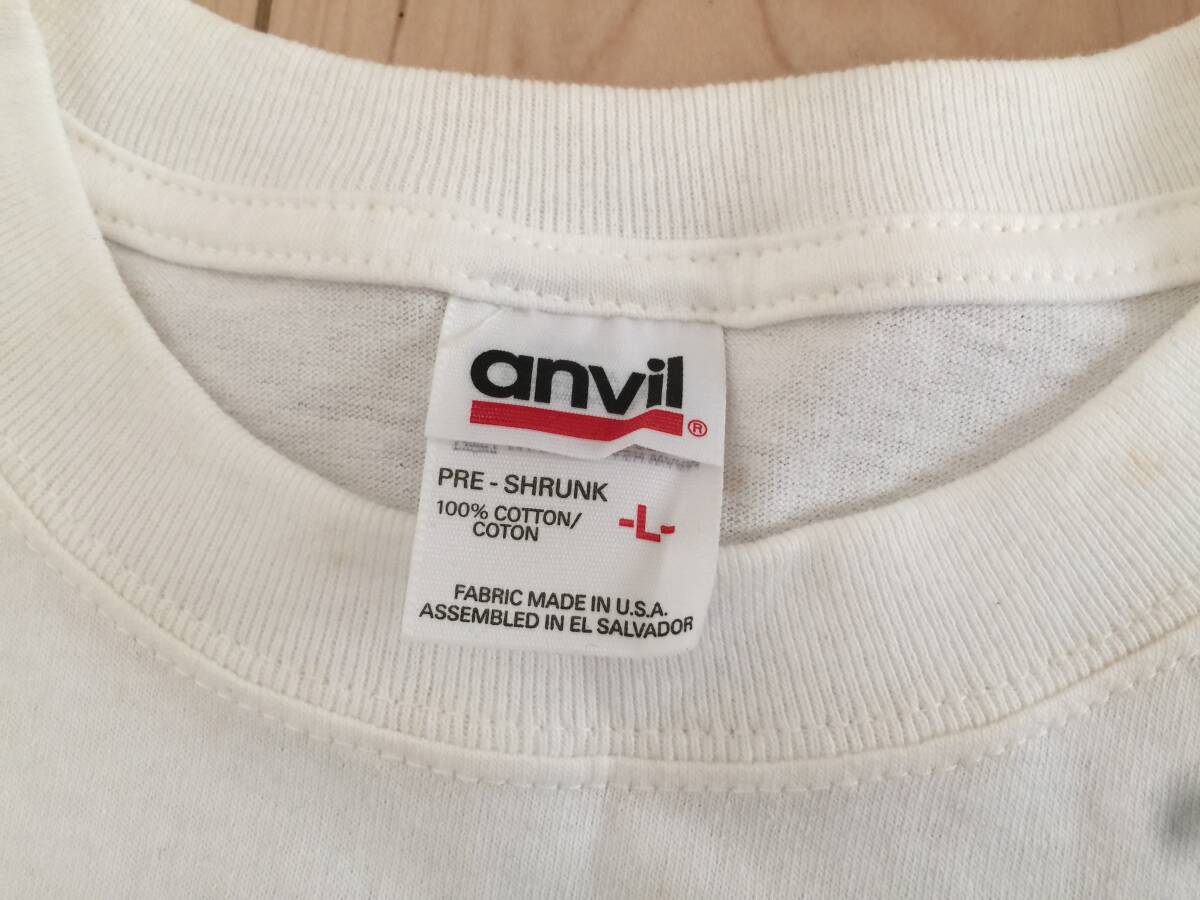 anvil
®
PRE - SHRUNK
100% COTTON/
COTON
-L-
FABRIC MADE IN U.S.A.
ASSEMBLED IN EL SALVADOR